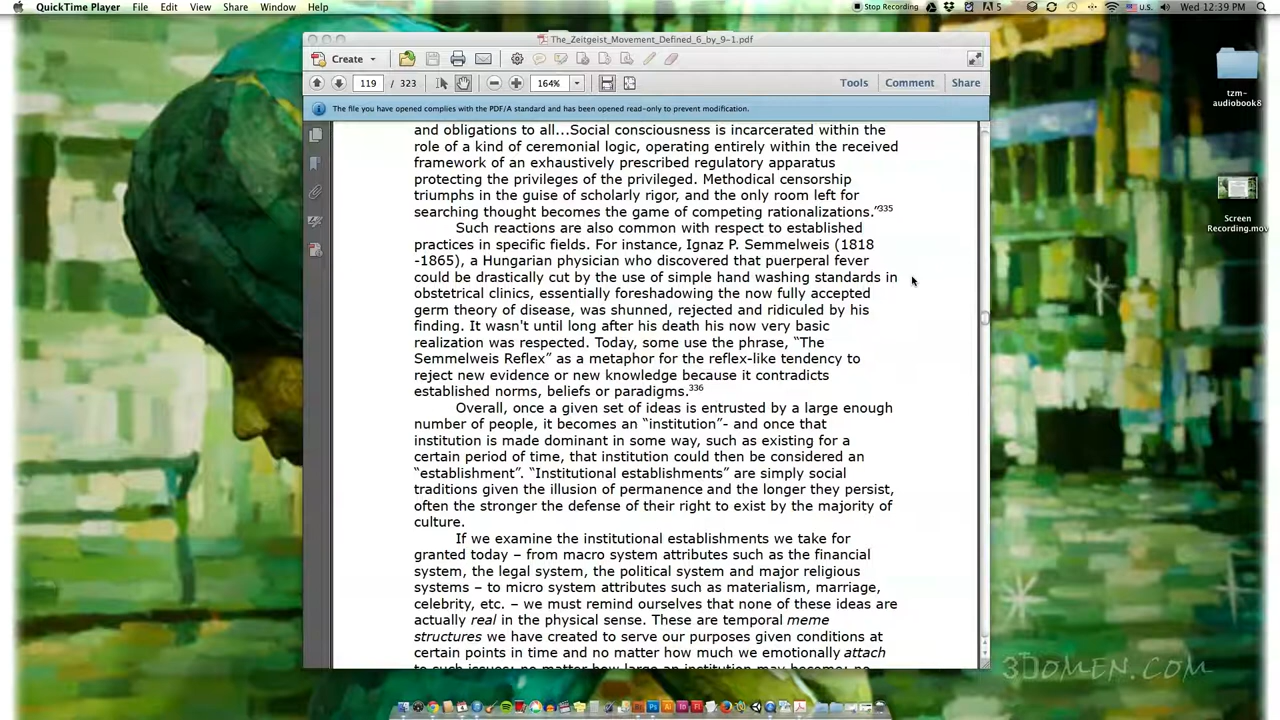 QuickTime Player File Edit View Share Window Help
Stop Recording 5 U.S. Wed 12:39 PM
The_Zeitgeist_Movement_Defined_6_by_9-1.pdf
Create
119 / 323 164% Tools Comment Share
The file you have opened complies with the PDF/A standard and has been opened read-only to prevent modification.
and obligations to all...Social consciousness is incarcerated within the
role of a kind of ceremonial logic, operating entirely within the received
framework of an exhaustively prescribed regulatory apparatus
protecting the privileges of the privileged. Methodical censorship
triumphs in the guise of scholarly rigor, and the only room left for
searching thought becomes the game of competing rationalizations."335
Such reactions are also common with respect to established
practices in specific fields. For instance, Ignaz P. Semmelweis (1818
-1865), a Hungarian physician who discovered that puerperal fever
could be drastically cut by the use of simple hand washing standards in
obstetrical clinics, essentially foreshadowing the now fully accepted
germ theory of disease, was shunned, rejected and ridiculed by his
finding. It wasn't until long after his death his now very basic
realization was respected. Today, some use the phrase, “The
Semmelweis Reflex” as a metaphor for the reflex-like tendency to
reject new evidence or new knowledge because it contradicts
established norms, beliefs or paradigms.336
Overall, once a given set of ideas is entrusted by a large enough
number of people, it becomes an “institution”- and once that
institution is made dominant in some way, such as existing for a
certain period of time, that institution could then be considered an
“establishment”. “Institutional establishments” are simply social
traditions given the illusion of permanence and the longer they persist,
often the stronger the defense of their right to exist by the majority of
culture.
If we examine the institutional establishments we take for
granted today – from macro system attributes such as the financial
system, the legal system, the political system and major religious
systems – to micro system attributes such as materialism, marriage,
celebrity, etc. – we must remind ourselves that none of these ideas are
actually real in the physical sense. These are temporal meme
structures we have created to serve our purposes given conditions at
certain points in time and no matter how much we emotionally attach
to such issues; no matter how large an institution may become; no
tzm-
audiobook8
Screen
Recording.mov
3DOMEN.COM